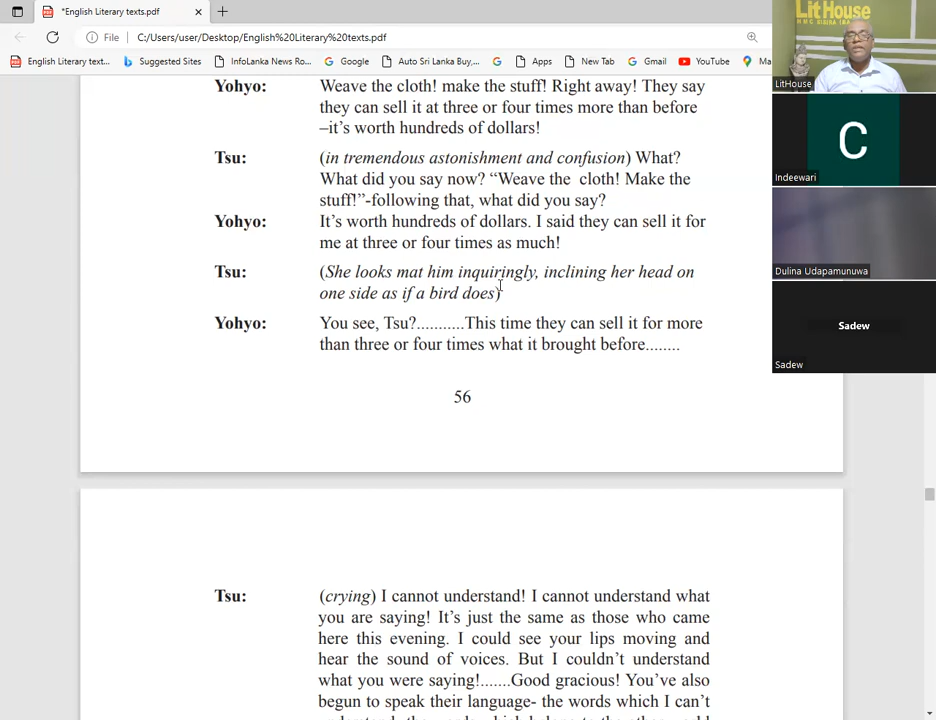 *English Literary texts.pdf
File
C:/Users/user/Desktop/English%20Literary%20texts.pdf
English Literary text...
Suggested Sites
InfoLanka News Ro...
Google
Auto Sri Lanka Buy,...
Apps
New Tab
Gmail
YouTube
Ma
LitHouse
LitHouse
C
Indeewari
Dulina Udapamunuwa
Sadew
Sadew
Yohyo: Weave the cloth! make the stuff! Right away! They say
they can sell it at three or four times more than before
–it’s worth hundreds of dollars!
Tsu: (in tremendous astonishment and confusion) What?
What did you say now? “Weave the cloth! Make the
stuff!”-following that, what did you say?
Yohyo: It’s worth hundreds of dollars. I said they can sell it for
me at three or four times as much!
Tsu: (She looks mat him inquiringly, inclining her head on
one side as if a bird does)
Yohyo: You see, Tsu?...........This time they can sell it for more
than three or four times what it brought before........
56
Tsu: (crying) I cannot understand! I cannot understand what
you are saying! It’s just the same as those who came
here this evening. I could see your lips moving and
hear the sound of voices. But I couldn’t understand
what you were saying!.......Good gracious! You’ve also
begun to speak their language- the words which I can’t